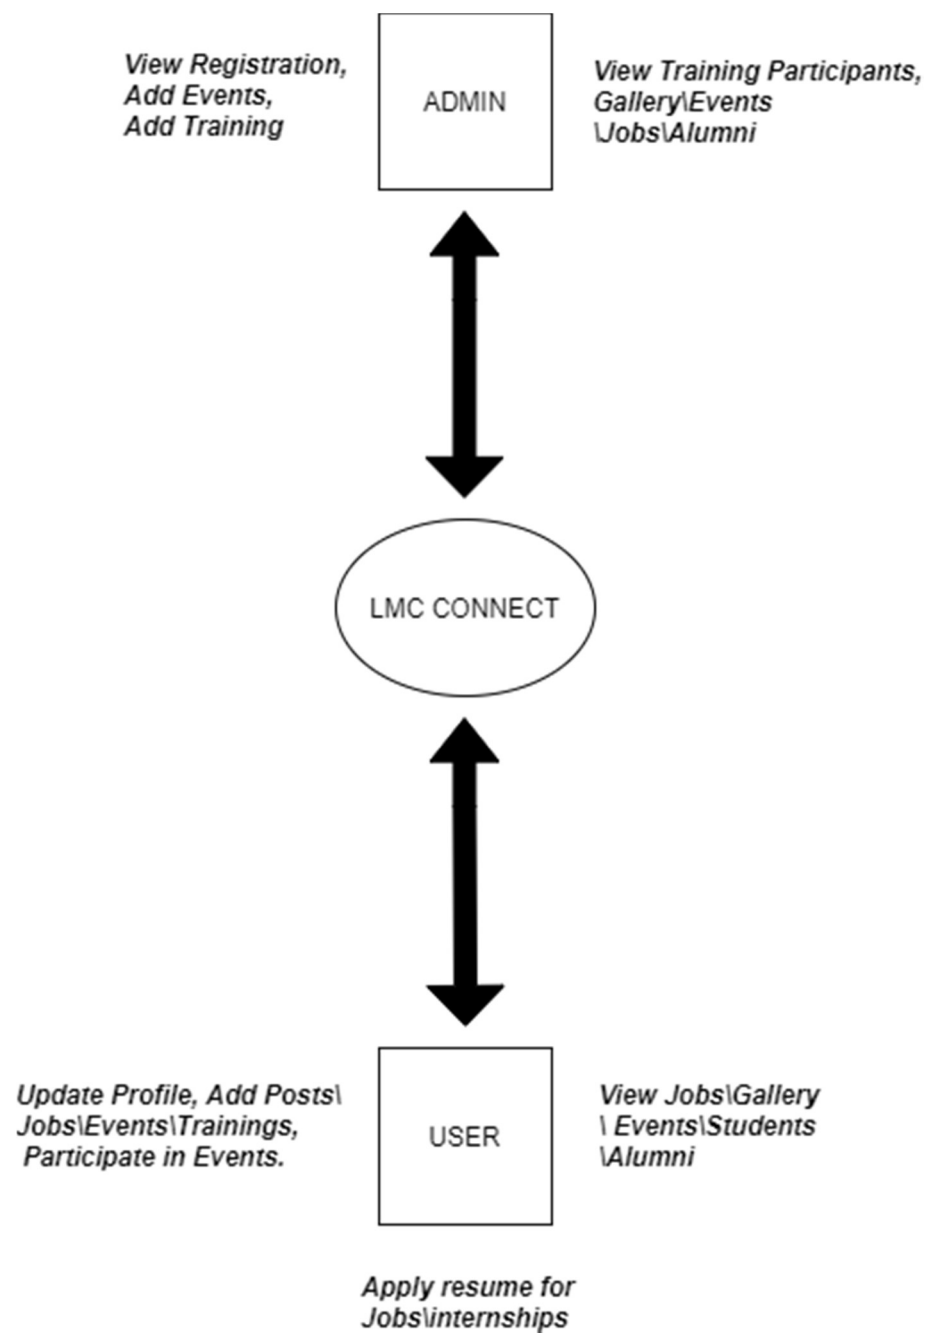 View Registration,
Add Events,
Add Training
ADMIN
View Training Participants,
Gallery\Events
\Jobs\Alumni
LMC CONNECT
Update Profile, Add Posts\
Jobs\Events\Trainings,
Participate in Events.
USER
View Jobs\Gallery
\ Events\Students
\Alumni
Apply resume for
Jobs\internships